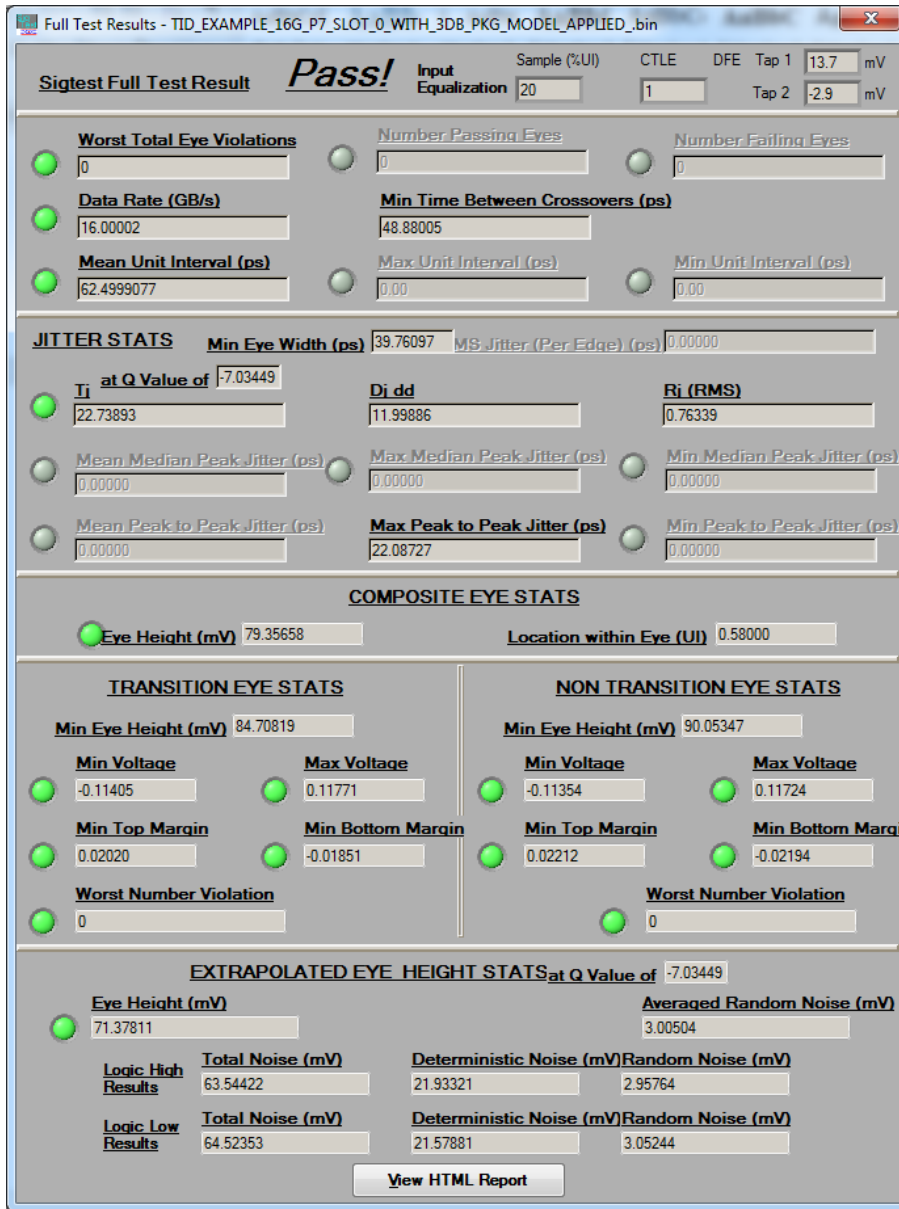 Full Test Results - TID_EXAMPLE_16G_P7_SLOT_0_WITH_3DB_PKG_MODEL_APPLIED_.bin
Sigtest Full Test Result
Pass!
Input Equalization
Sample (%UI)
20
CTLE
1
DFE Tap 1 13.7 mV
Tap 2 -2.9 mV
Worst Total Eye Violations
0
Number Passing Eyes
0
Number Failing Eyes
0
Data Rate (GB/s)
16.00002
Min Time Between Crossovers (ps)
48.88005
Mean Unit Interval (ps)
62.4999077
Max Unit Interval (ps)
0.00
Min Unit Interval (ps)
0.00
JITTER STATS
Min Eye Width (ps) 39.76097
MS Jitter (Per Edge) (ps) 0.00000
Tj at Q Value of -7.03449
22.73893
Dj dd
11.99886
Rj (RMS)
0.76339
Mean Median Peak Jitter (ps)
0.00000
Max Median Peak Jitter (ps)
0.00000
Min Median Peak Jitter (ps)
0.00000
Mean Peak to Peak Jitter (ps)
0.00000
Max Peak to Peak Jitter (ps)
22.08727
Min Peak to Peak Jitter (ps)
0.00000
COMPOSITE EYE STATS
Eye Height (mV) 79.35658
Location within Eye (UI) 0.58000
TRANSITION EYE STATS
Min Eye Height (mV) 84.70819
Min Voltage
-0.11405
Max Voltage
0.11771
Min Top Margin
0.02020
Min Bottom Margin
-0.01851
Worst Number Violation
0
NON TRANSITION EYE STATS
Min Eye Height (mV) 90.05347
Min Voltage
-0.11354
Max Voltage
0.11724
Min Top Margin
0.02212
Min Bottom Margi
-0.02194
Worst Number Violation
0
EXTRAPOLATED EYE HEIGHT STATS at Q Value of -7.03449
Eye Height (mV)
71.37811
Averaged Random Noise (mV)
3.00504
Logic High Results
Total Noise (mV)
63.54422
Deterministic Noise (mV)
21.93321
Random Noise (mV)
2.95764
Logic Low Results
Total Noise (mV)
64.52353
Deterministic Noise (mV)
21.57881
Random Noise (mV)
3.05244
View HTML Report